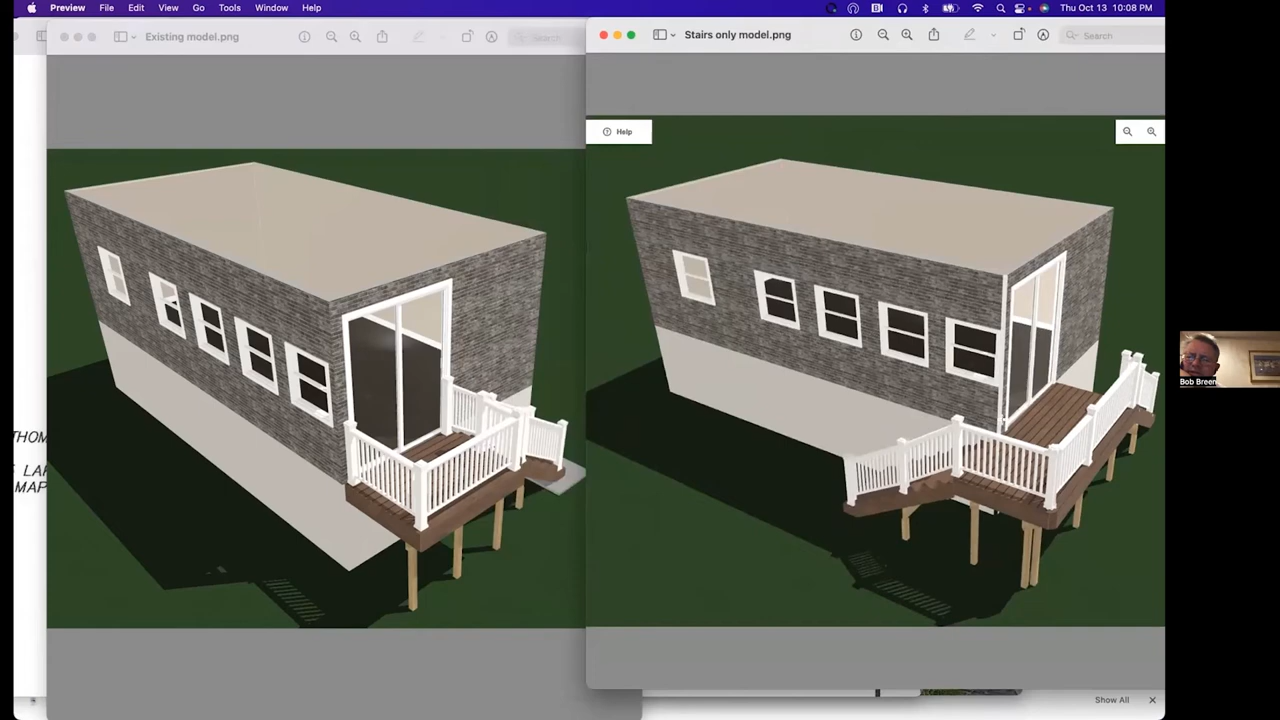 Preview File Edit View Go Tools Window Help Thu Oct 13 10:08 PM
Existing model.png Search
Stairs only model.png Search
Help
THOM
LAR
MAP
Bob Breen
Show All